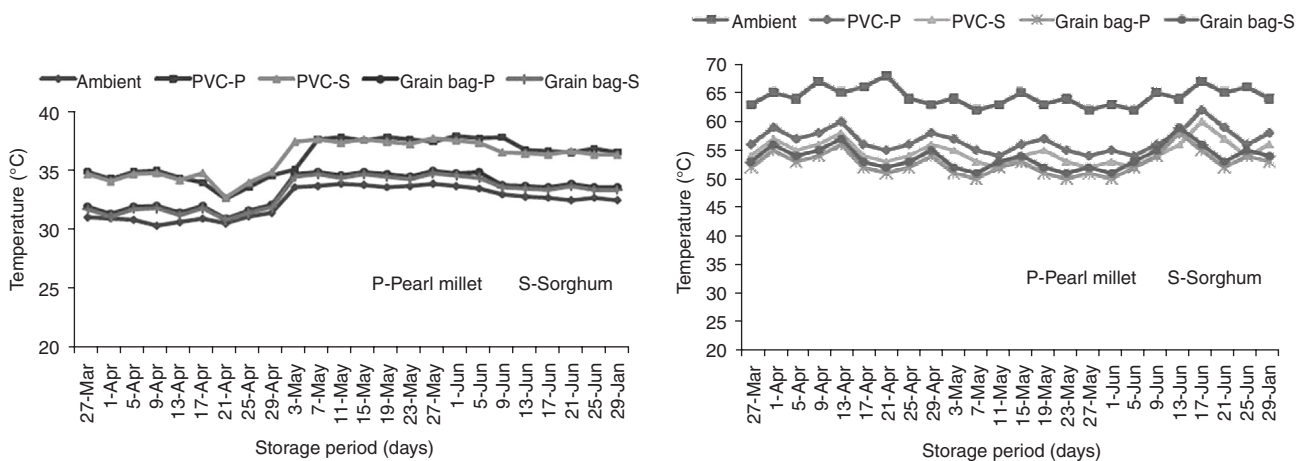 Ambient PVC-P PVC-S Grain bag-P Grain bag-S
40
35
30
25
20
Temperature (°C)
P-Pearl millet S-Sorghum
27-Mar
1-Apr
5-Apr
9-Apr
13-Apr
17-Apr
21-Apr
25-Apr
29-Apr
3-May
7-May
11-May
15-May
19-May
23-May
27-May
1-Jun
5-Jun
9-Jun
13-Jun
17-Jun
21-Jun
25-Jun
29-Jan
Storage period (days)
Ambient PVC-P PVC-S Grain bag-P Grain bag-S
70
65
60
55
50
45
40
35
30
25
20
Temperature (°C)
P-Pearl millet S-Sorghum
27-Mar
1-Apr
5-Apr
9-Apr
13-Apr
17-Apr
21-Apr
25-Apr
29-Apr
3-May
7-May
11-May
15-May
19-May
23-May
27-May
1-Jun
5-Jun
9-Jun
13-Jun
17-Jun
21-Jun
25-Jun
29-Jan
Storage period (days)